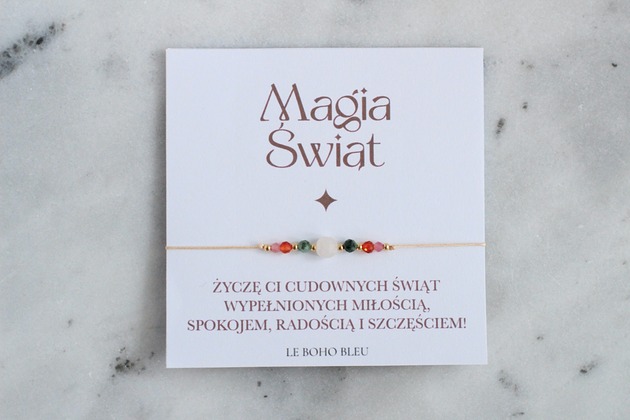 Magia
Świąt
ŻYCZĘ CI CUDOWNYCH ŚWIĄT
WYPEŁNIONYCH MIŁOŚCIĄ,
SPOKOJEM, RADOŚCIĄ I SZCZĘŚCIEM!
LE BOHO BLEU